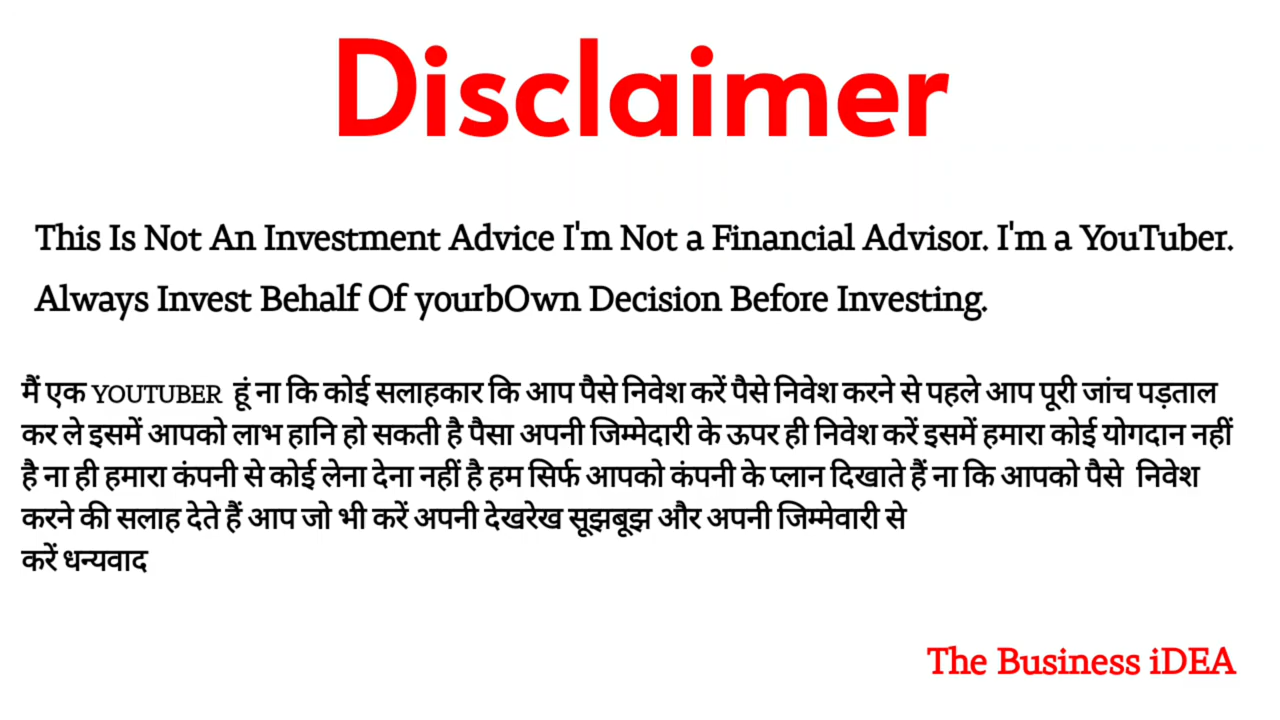 Disclaimer
This Is Not An Investment Advice I'm Not a Financial Advisor. I'm a YouTuber.
Always Invest Behalf Of yourbOwn Decision Before Investing.
मैं एक YOUTUBER हूं ना कि कोई सलाहकार कि आप पैसे निवेश करें पैसे निवेश करने से पहले आप पूरी जांच पड़ताल
कर ले इसमें आपको लाभ हानि हो सकती है पैसा अपनी जिम्मेदारी के ऊपर ही निवेश करें इसमें हमारा कोई योगदान नहीं
है ना ही हमारा कंपनी से कोई लेना देना नहीं है हम सिर्फ आपको कंपनी के प्लान दिखाते हैं ना कि आपको पैसे निवेश
करने की सलाह देते हैं आप जो भी करें अपनी देखरेख सूझबूझ और अपनी जिम्मेवारी से
करें धन्यवाद
The Business iDEA